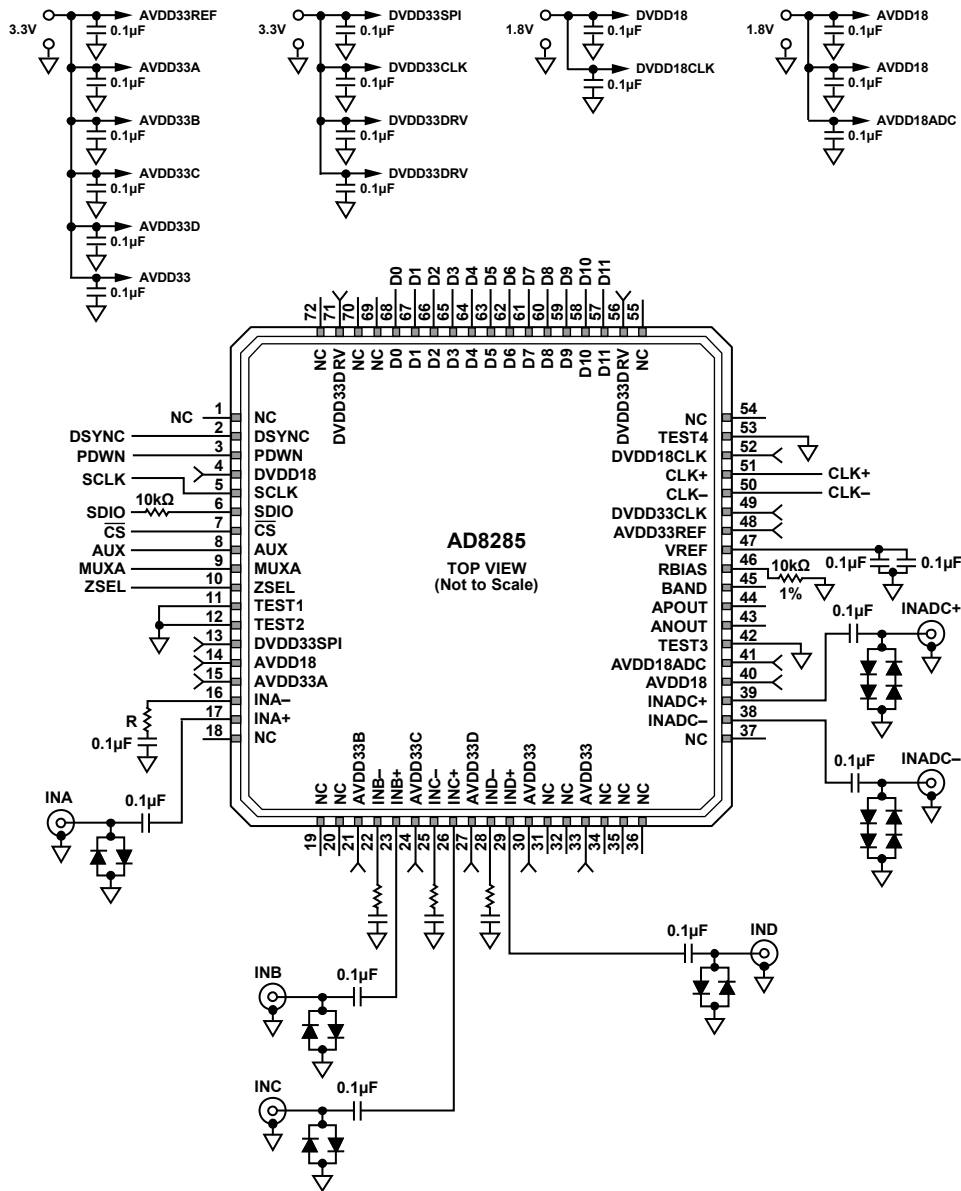 3.3V
AVDD33REF
0.1µF
AVDD33A
0.1µF
AVDD33B
0.1µF
AVDD33C
0.1µF
AVDD33D
0.1µF
AVDD33
0.1µF
3.3V
DVDD33SPI
0.1µF
DVDD33CLK
0.1µF
DVDD33DRV
0.1µF
DVDD33DRV
0.1µF
1.8V
DVDD18
0.1µF
DVDD18CLK
0.1µF
1.8V
AVDD18
0.1µF
AVDD18
0.1µF
AVDD18ADC
0.1µF
D0 D1 D2 D3 D4 D5 D6 D7 D8 D9 D10 D11
72 71 70 69 68 67 66 65 64 63 62 61 60 59 58 57 56 55
NC DVDD33DRV NC NC D0 D1 D2 D3 D4 D5 D6 D7 D8 D9 D10 D11 DVDD33DRV NC
NC 1 NC
DSYNC 2 DSYNC
PDWN 3 PDWN
4 DVDD18
SCLK 5 SCLK
SDIO 10kΩ 6 SDIO
CS 7 CS
AUX 8 AUX
MUXA 9 MUXA
ZSEL 10 ZSEL
11 TEST1
12 TEST2
13 DVDD33SPI
14 AVDD18
15 AVDD33A
16 INA–
17 INA+
18 NC
R
0.1µF
INA
0.1µF
AD8285
TOP VIEW
(Not to Scale)
NC 54
TEST4 53
DVDD18CLK 52
CLK+ 51 CLK+
CLK– 50 CLK–
DVDD33CLK 49
AVDD33REF 48
VREF 47
0.1µF 0.1µF
RBIAS 46 10kΩ
1%
BAND 45
APOUT 44
ANOUT 43
TEST3 42
AVDD18ADC 41
AVDD18 40
INADC+ 39
INADC– 38
NC 37
0.1µF INADC+
0.1µF INADC–
NC NC AVDD33B INB– INB+ AVDD33C INC– INC+ AVDD33D IND– IND+ AVDD33 NC NC AVDD33 NC NC NC
19 20 21 22 23 24 25 26 27 28 29 30 31 32 33 34 35 36
INB
0.1µF
INC
0.1µF
0.1µF
IND